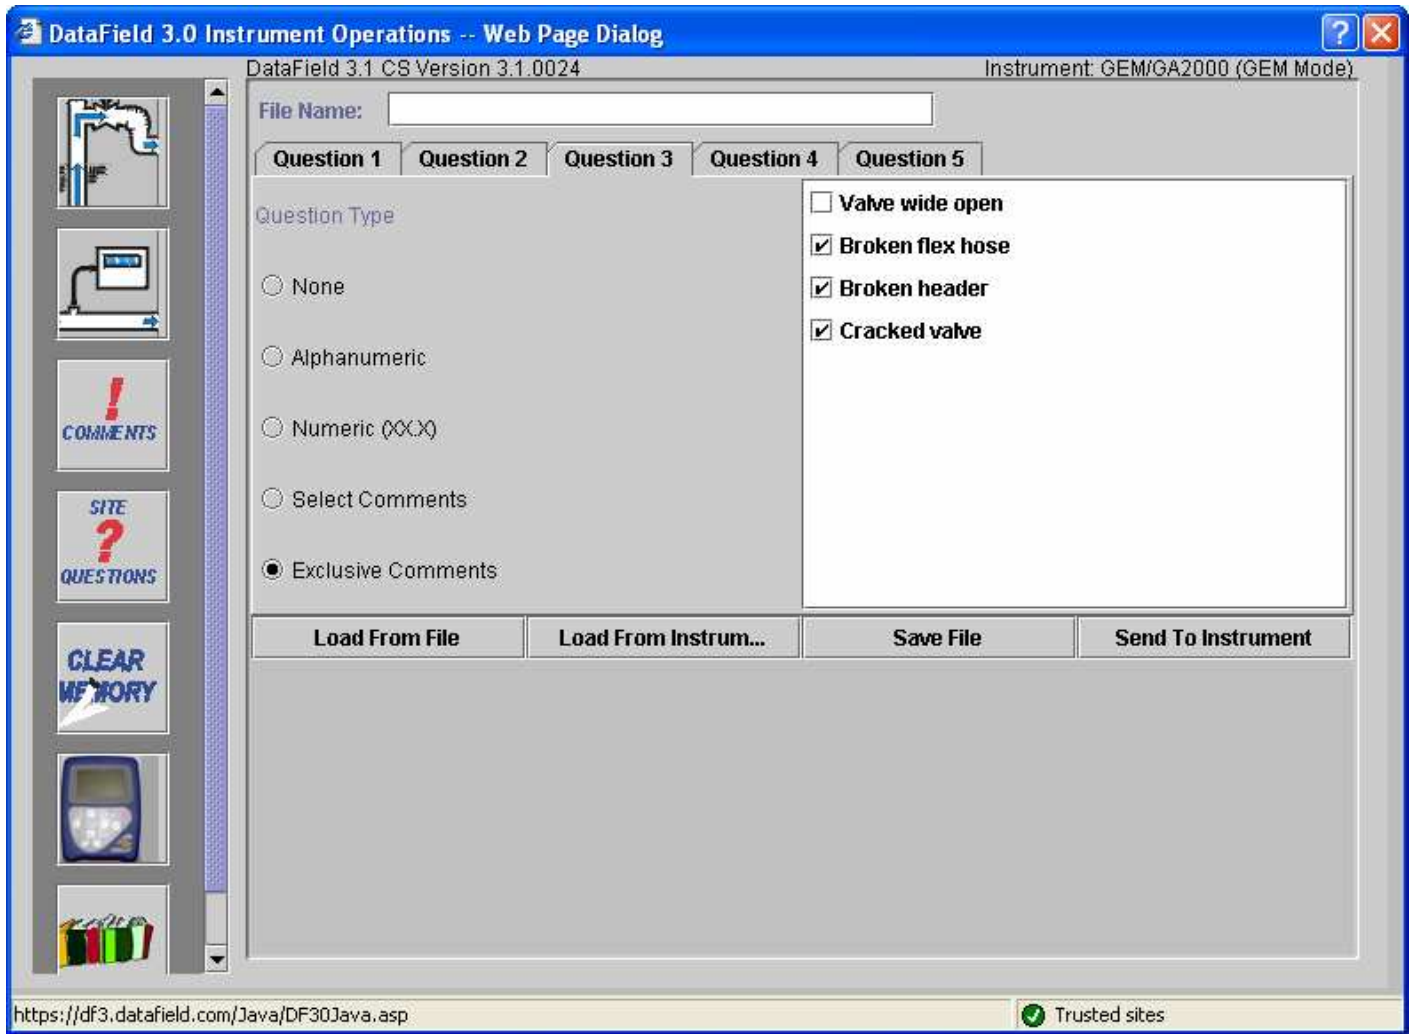 DataField 3.0 Instrument Operations -- Web Page Dialog
DataField 3.1 CS Version 3.1.0024
Instrument: GEM/GA2000 (GEM Mode)
File Name:
Question 1
Question 2
Question 3
Question 4
Question 5
Question Type
None
Alphanumeric
Numeric (XX.X)
Select Comments
Exclusive Comments
Valve wide open
Broken flex hose
Broken header
Cracked valve
Load From File
Load From Instrum...
Save File
Send To Instrument
!
COMMENTS
SITE
?
QUESTIONS
CLEAR
MEMORY
https://df3.datafield.com/Java/DF30Java.asp
Trusted sites